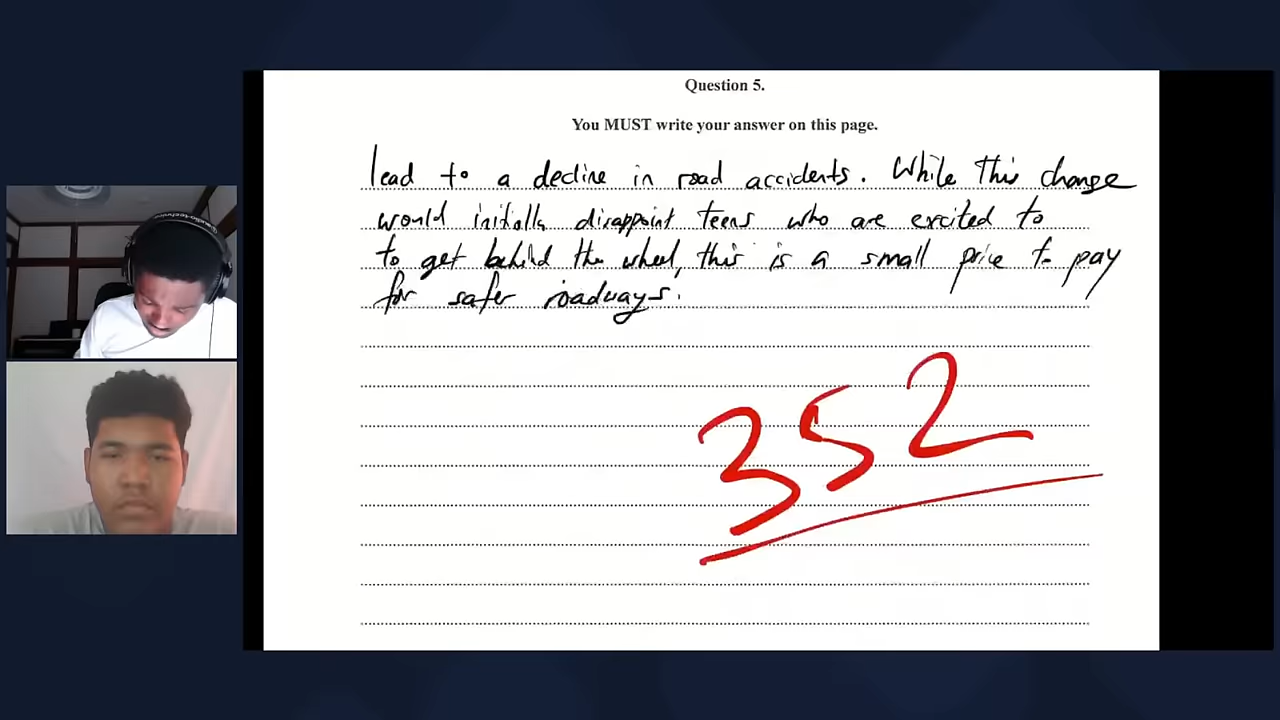 Question 5.
You MUST write your answer on this page.
lead to a decline in road accidents. While this change
would initially disappoint teens who are excited to
to get behind the wheel, this is a small price to pay
for safer roadways.
352